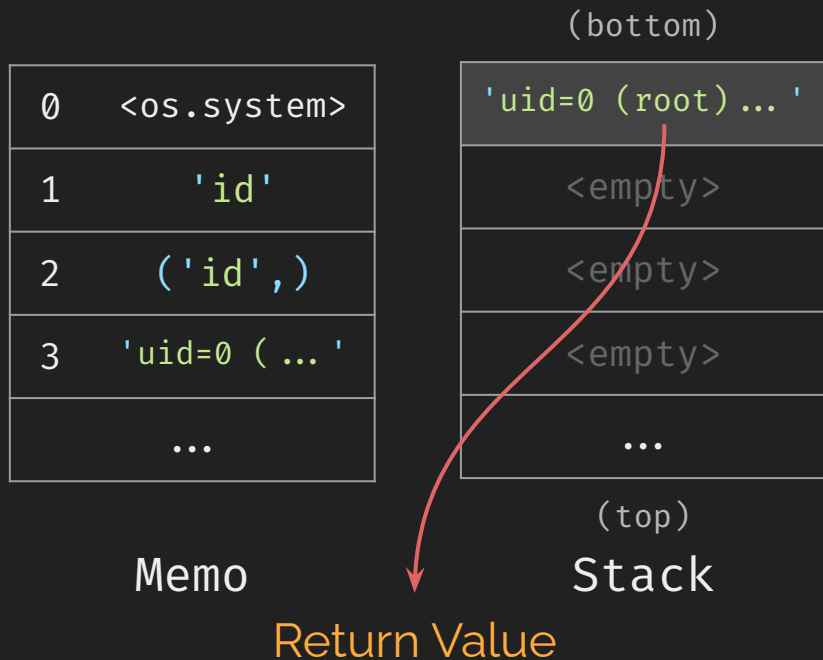 (bottom)
0 <os.system>
'uid=0 (root)... '
1 'id'
<empty>
2 ('id',)
<empty>
3 'uid=0 ( ... '
<empty>
...
...
(top)
Memo
Stack
Return Value